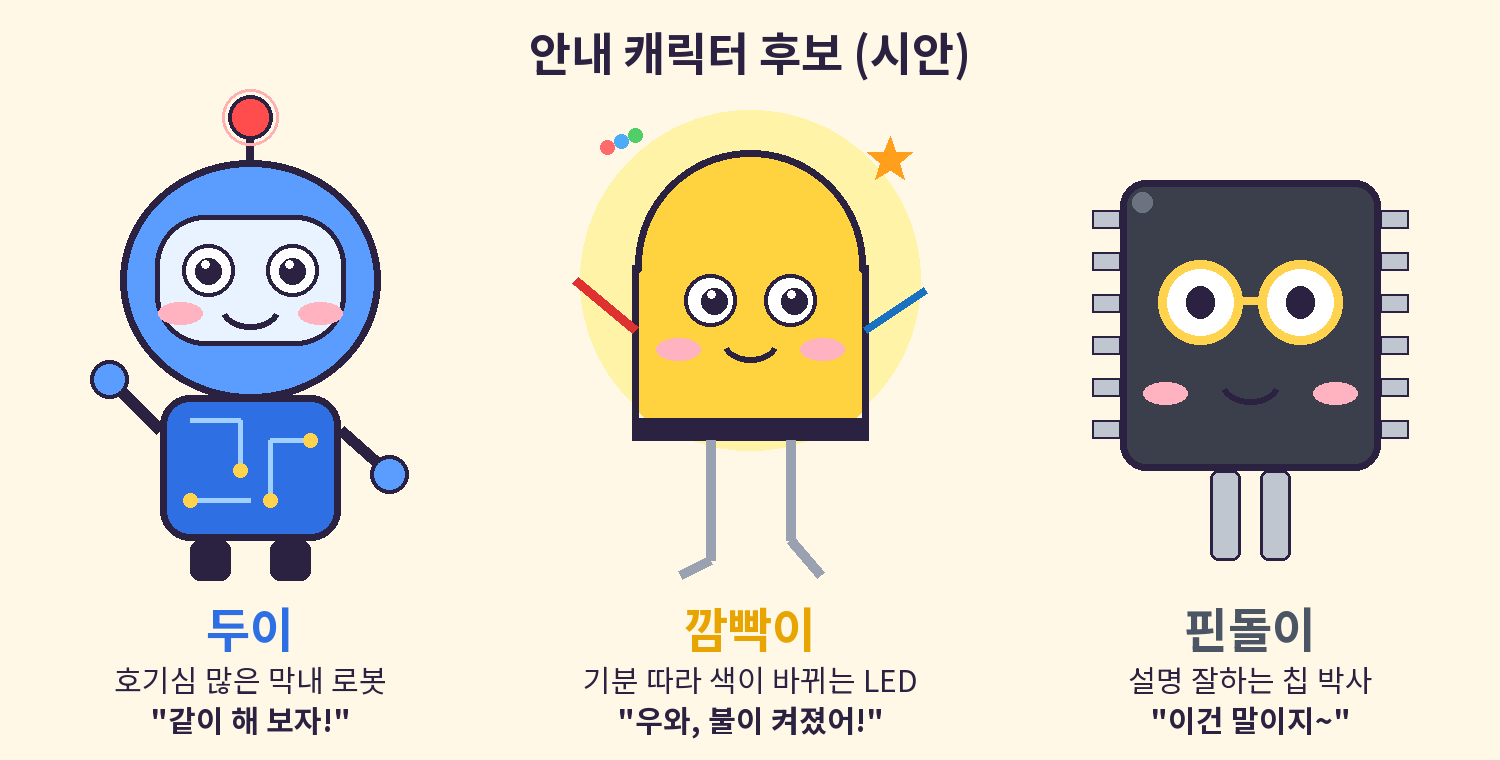 안내 캐릭터 후보 (시안)
두이
호기심 많은 막내 로봇
"같이 해 보자!"
깜빡이
기분 따라 색이 바뀌는 LED
"우와, 불이 켜졌어!"
핀돌이
설명 잘하는 칩 박사
"이건 말이지~"